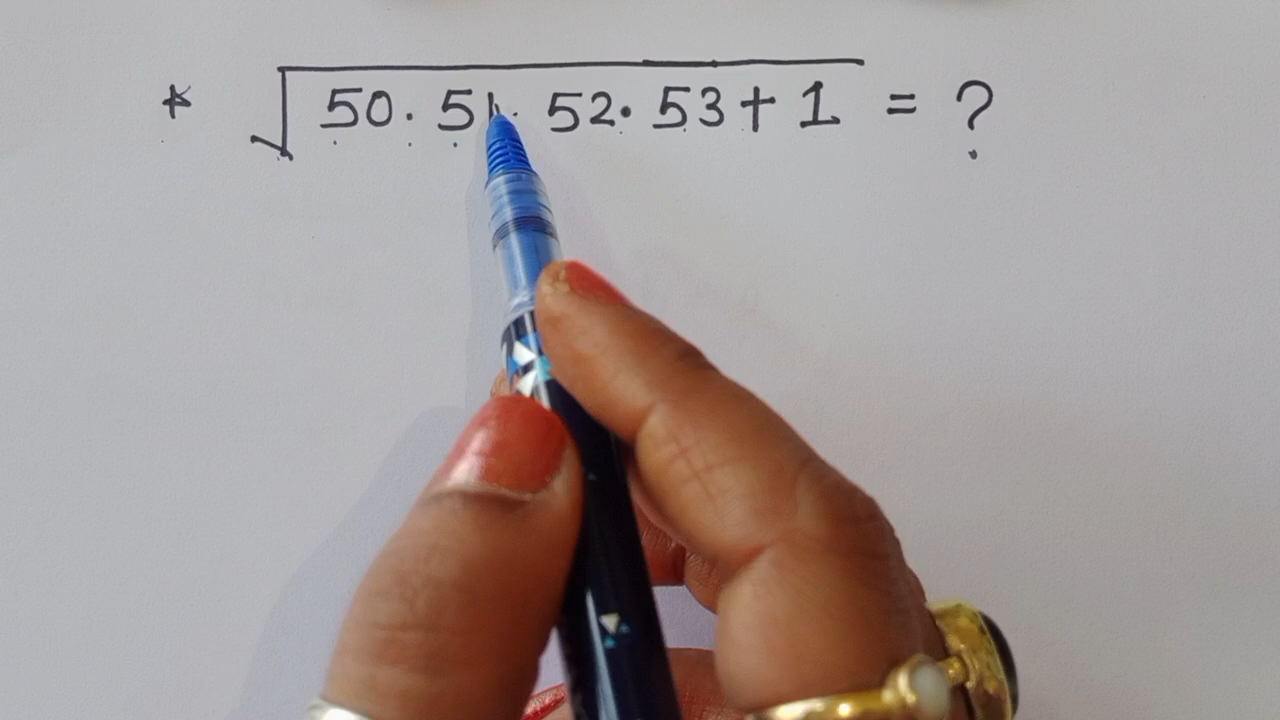 * √50. 51. 52. 53 + 1 = ?